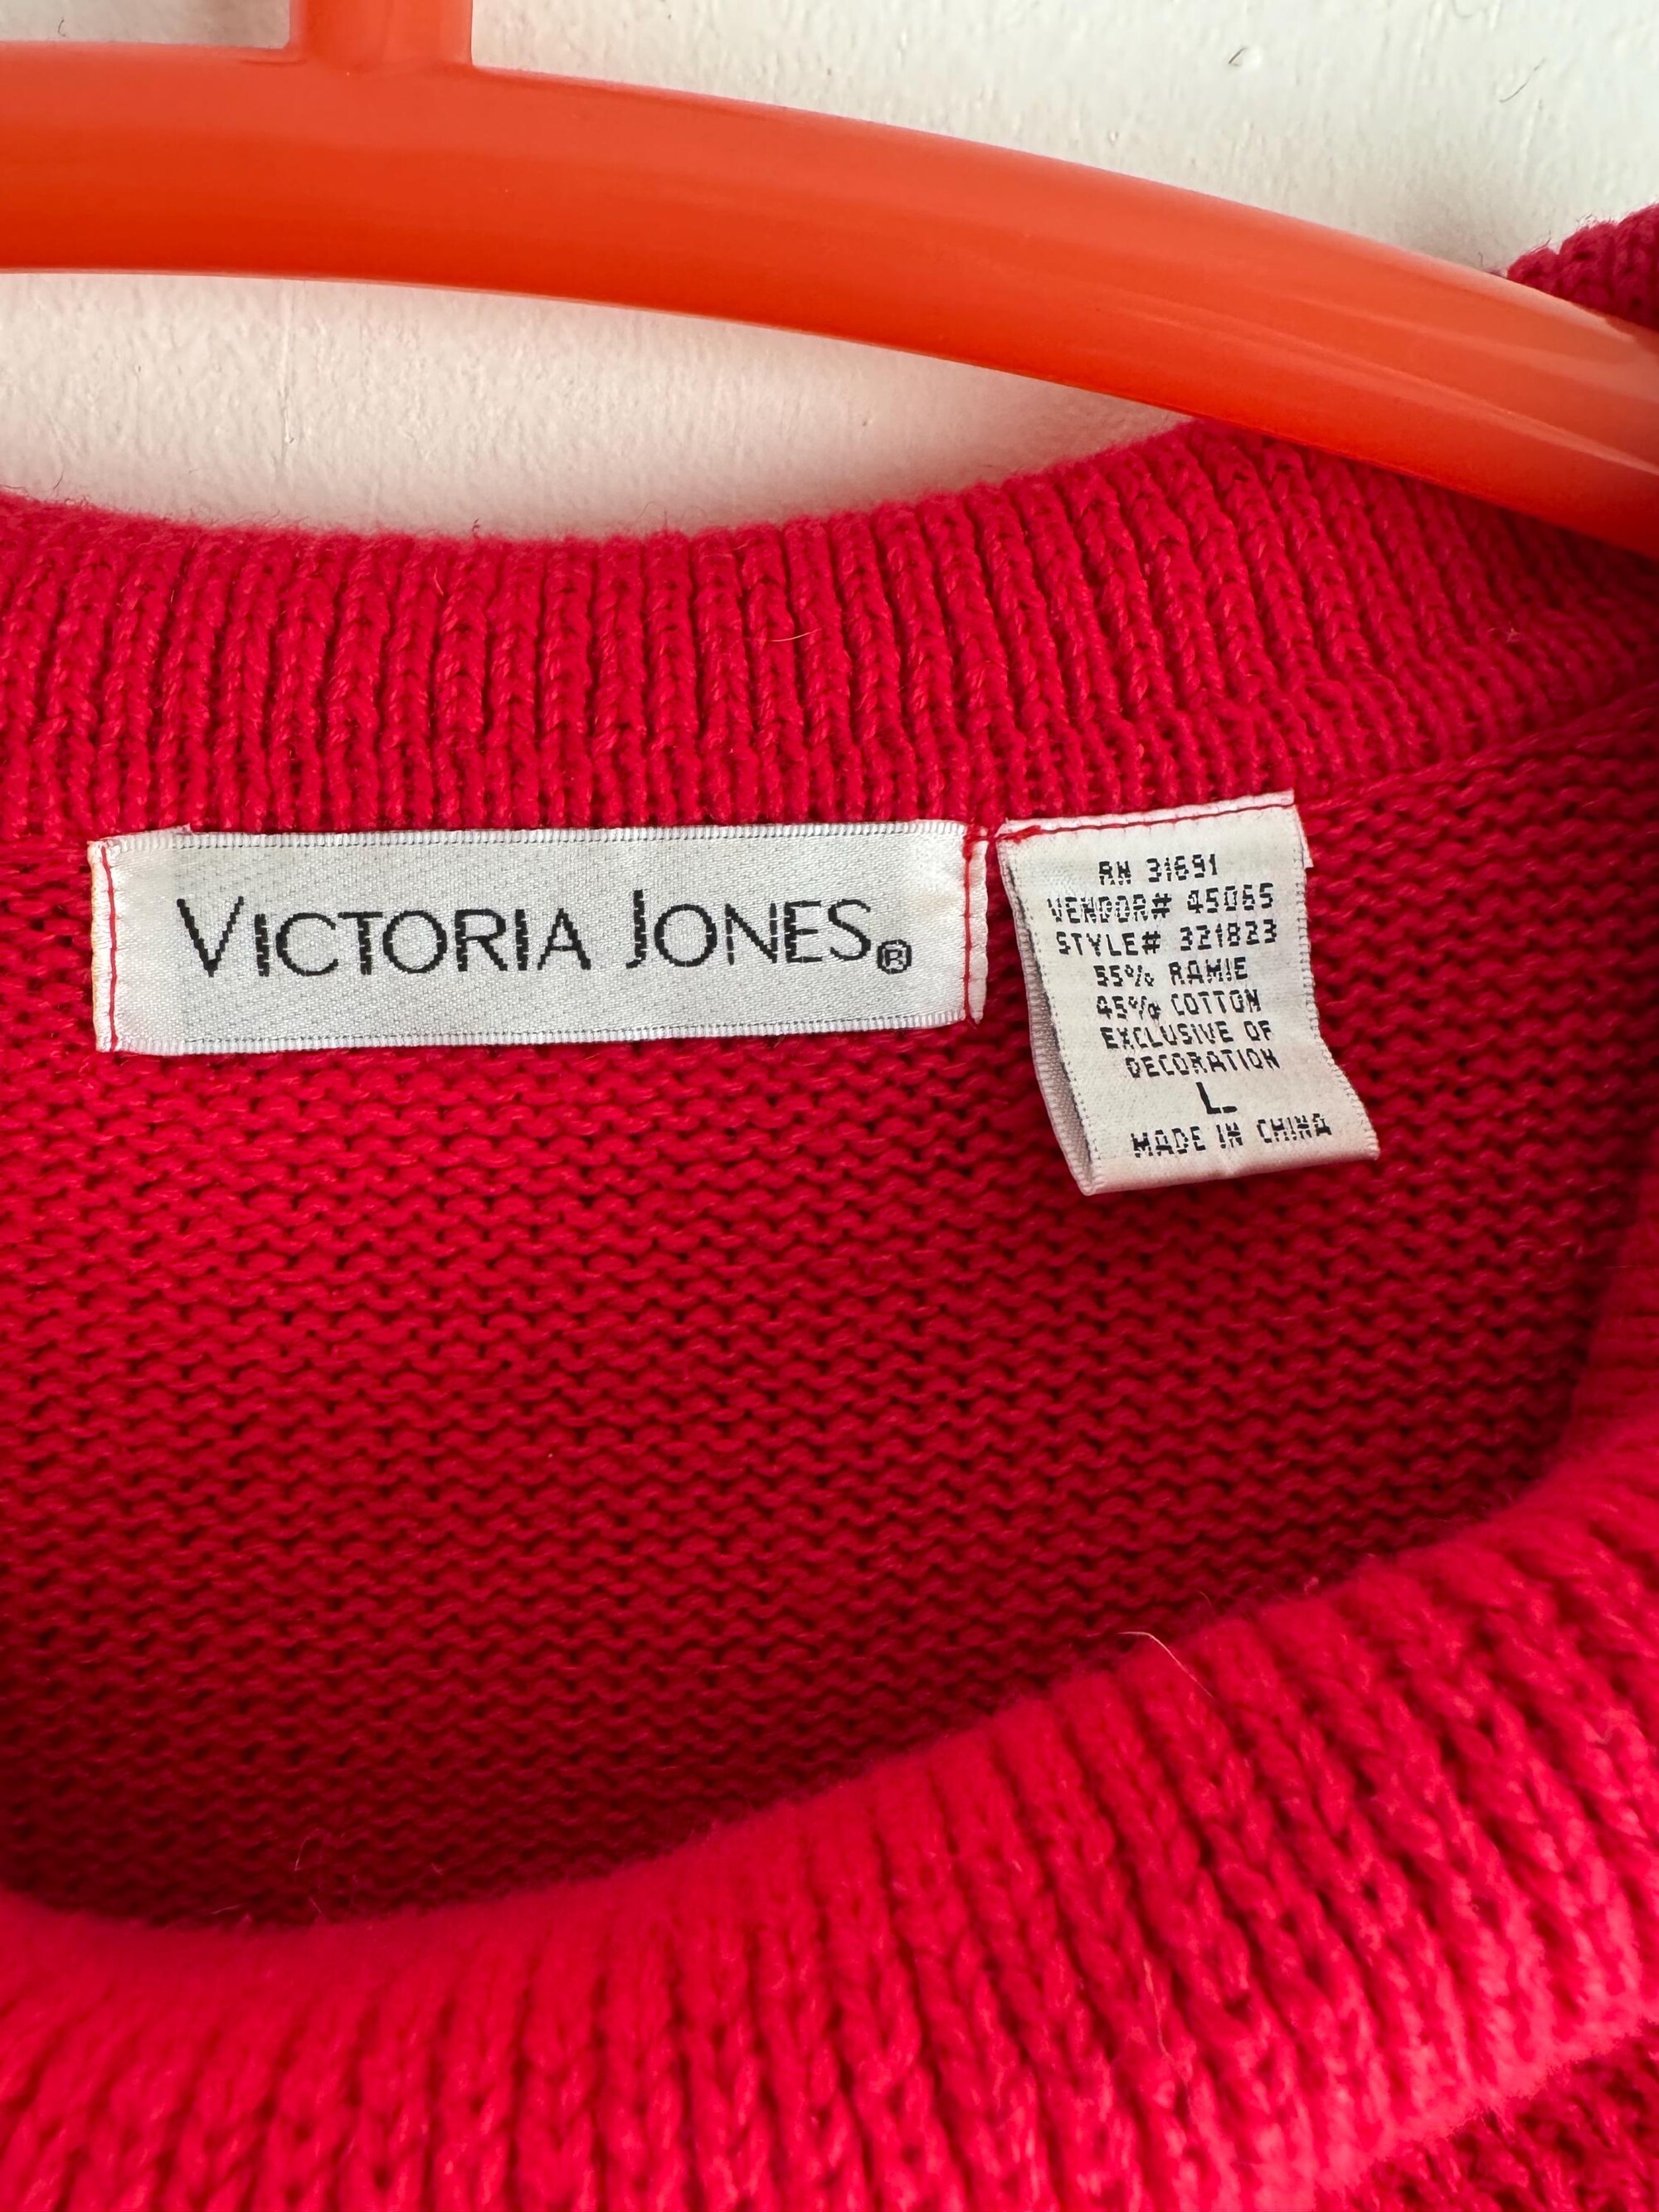 VICTORIA JONES®
RN 31691
VENDOR# 45065
STYLE# 321823
55% RAMIE
45% COTTON
EXCLUSIVE OF
DECORATION
L
MADE IN CHINA